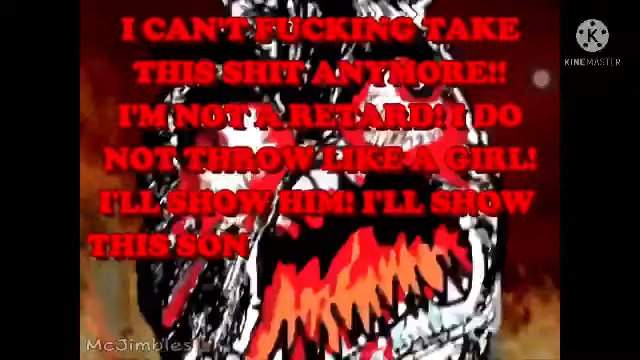 I CAN'T FUCKING TAKE
THIS SHIT ANYMORE!!
I'M NOT A RETARD! I DO
NOT THROW LIKE A GIRL!
I'LL SHOW HIM! I'LL SHOW
THIS SON
KINEMASTER
McJimbles